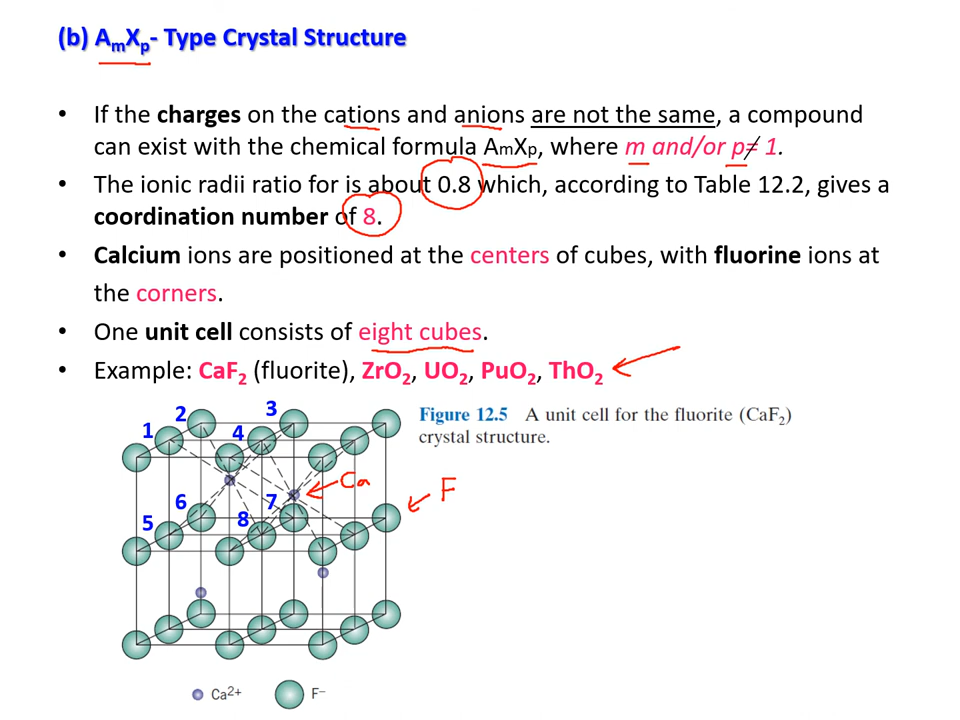 (b) AmXp- Type Crystal Structure
• If the charges on the cations and anions are not the same, a compound
can exist with the chemical formula AmXp, where m and/or p≠ 1.
• The ionic radii ratio for is about 0.8 which, according to Table 12.2, gives a
coordination number of 8.
• Calcium ions are positioned at the centers of cubes, with fluorine ions at
the corners.
• One unit cell consists of eight cubes.
• Example: CaF2 (fluorite), ZrO2, UO2, PuO2, ThO2
Figure 12.5 A unit cell for the fluorite (CaF2)
crystal structure.
1
2
3
4
Ca
F
5
6
7
8
Ca2+
F−